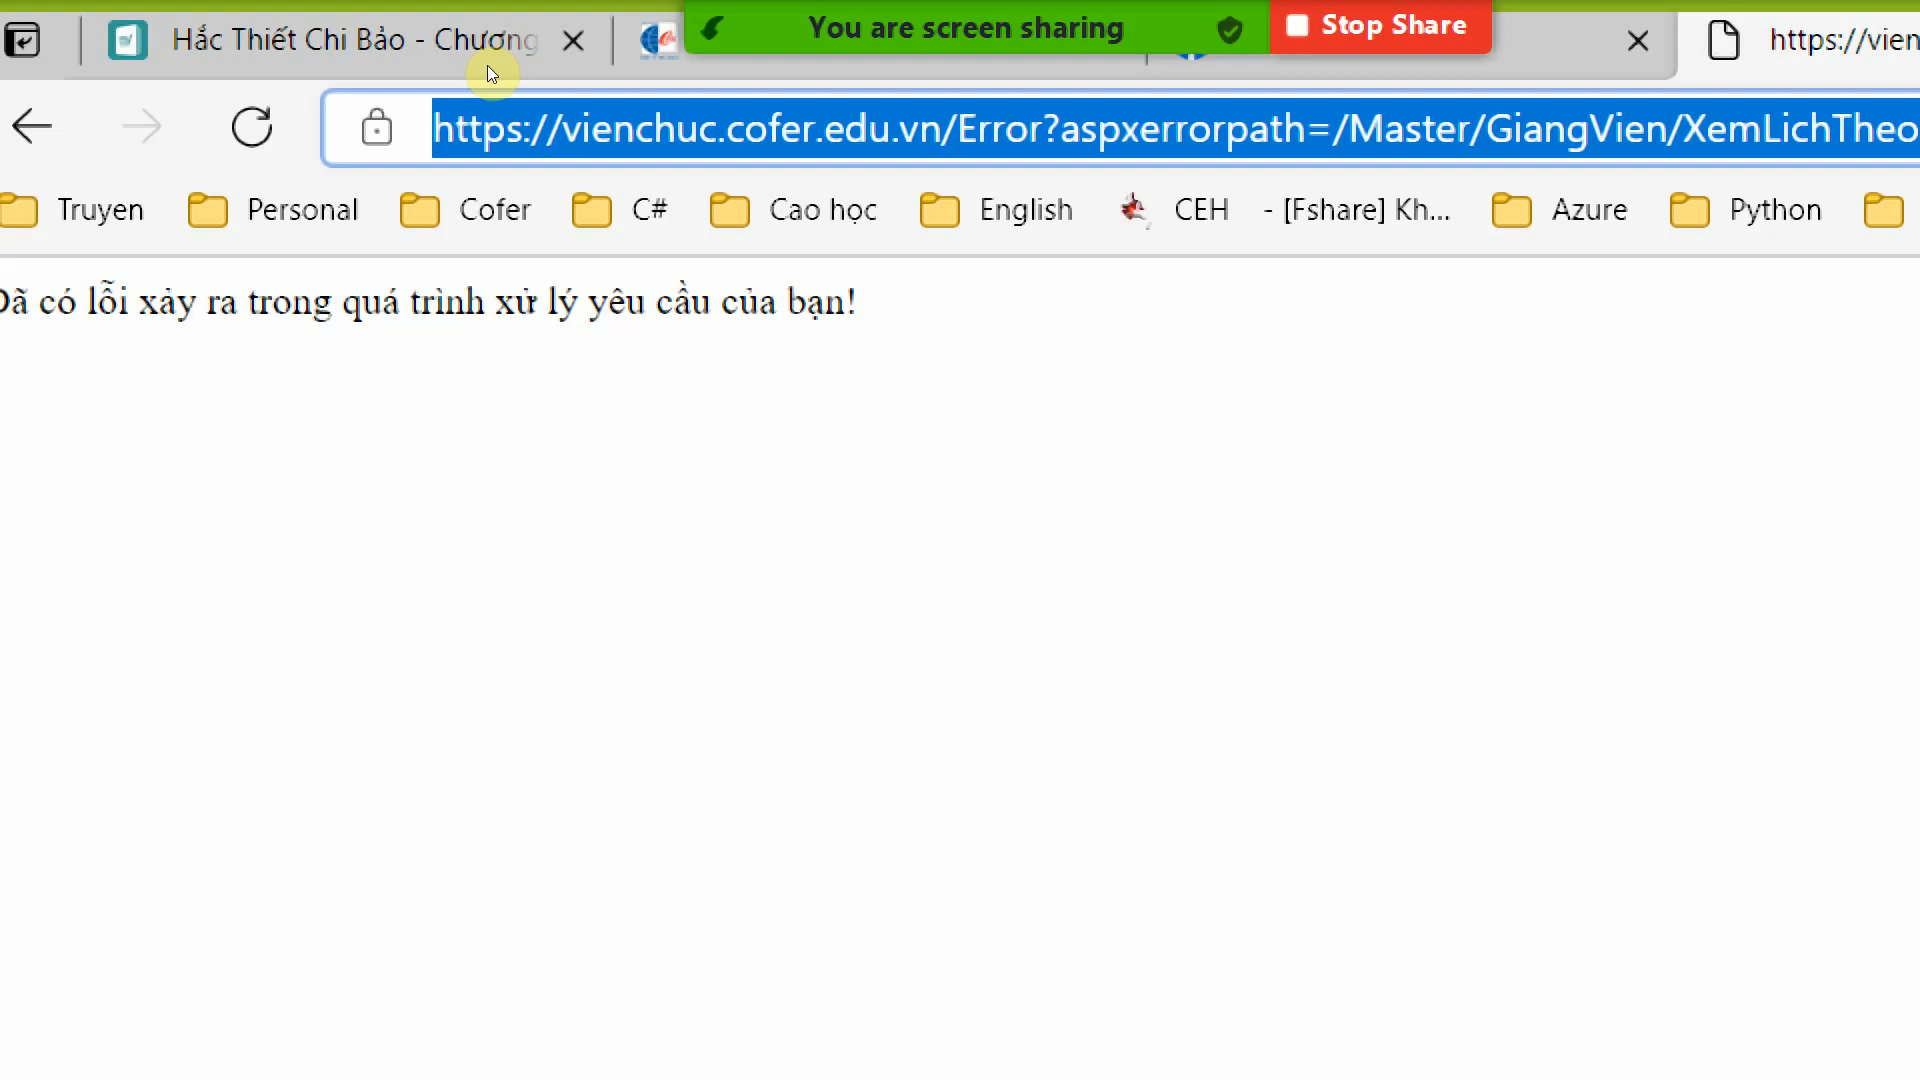 You are screen sharing
Stop Share
Hắc Thiết Chi Bảo - Chương
https://vien
https://vienchuc.cofer.edu.vn/Error?aspxerrorpath=/Master/GiangVien/XemLichTheo
Truyen Personal Cofer C# Cao học English CEH - [Fshare] Kh... Azure Python
Đã có lỗi xảy ra trong quá trình xử lý yêu cầu của bạn!